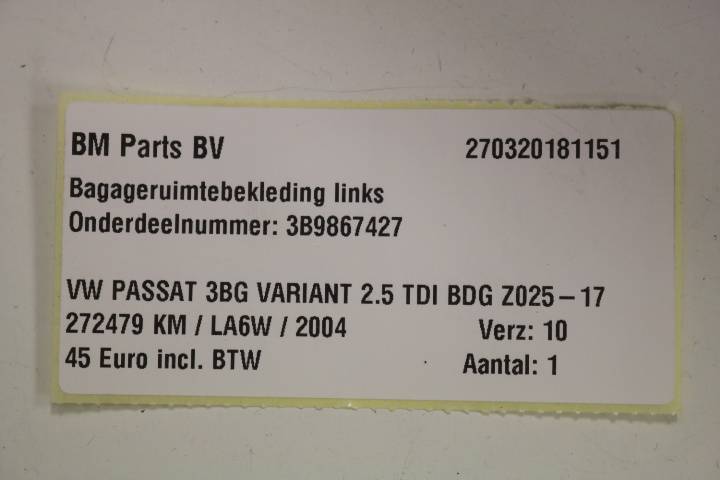 BM Parts BV 270320181151
Bagageruimtebekleding links
Onderdeelnummer: 3B9867427
VW PASSAT 3BG VARIANT 2.5 TDI BDG Z025-17
272479 KM / LA6W / 2004 Verz: 10
45 Euro incl. BTW Aantal: 1